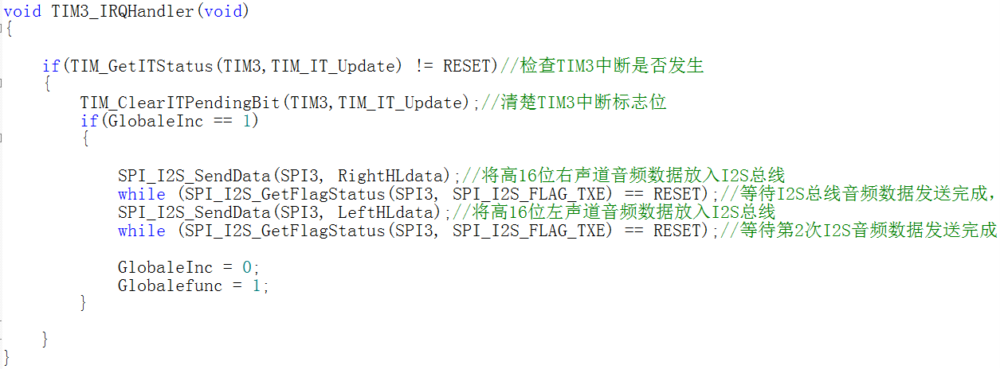 void TIM3_IRQHandler(void)
{
if(TIM_GetITStatus(TIM3,TIM_IT_Update) != RESET)//检查TIM3中断是否发生
{
TIM_ClearITPendingBit(TIM3,TIM_IT_Update);//清楚TIM3中断标志位
if(GlobaleInc == 1)
{
SPI_I2S_SendData(SPI3, RightHLdata);//将高16位右声道音频数据放入I2S总线
while (SPI_I2S_GetFlagStatus(SPI3, SPI_I2S_FLAG_TXE) == RESET);//等待I2S总线音频数据发送完成，
SPI_I2S_SendData(SPI3, LeftHLdata);//将高16位左声道音频数据放入I2S总线
while (SPI_I2S_GetFlagStatus(SPI3, SPI_I2S_FLAG_TXE) == RESET);//等待第2次I2S音频数据发送完成
GlobaleInc = 0;
Globalefunc = 1;
}
}
}